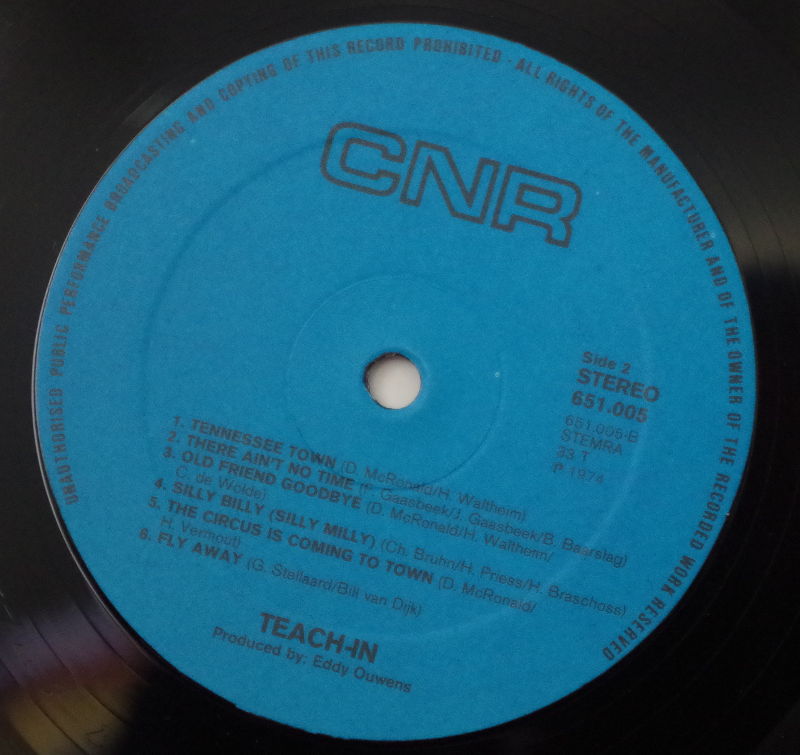 UNAUTHORISED PUBLIC PERFORMANCE BROADCASTING AND COPYING OF THIS RECORD PROHIBITED · ALL RIGHTS OF THE MANUFACTURER AND OF THE OWNER OF THE RECORDED WORK RESERVED
CNR
Side 2
STEREO
651.005
651.005-B
STEMRA
33 T
℗ 1974
1. TENNESSEE TOWN (D. McRonald/H. Waltheim)
2. THERE AIN'T NO TIME (F. Gaasbeek/J. Gaasbeek/B. Baarslag)
3. OLD FRIEND GOODBYE (D. McRonald/H. Waltheim/
C. de Wolde)
4. SILLY BILLY (SILLY MILLY) (Ch. Bruhn/H. Priess/H. Braschoss)
5. THE CIRCUS IS COMING TO TOWN (D. McRonald/
H. Vermout)
6. FLY AWAY (G. Stellaard/Bill van Dijk)
TEACH-IN
Produced by: Eddy Ouwens